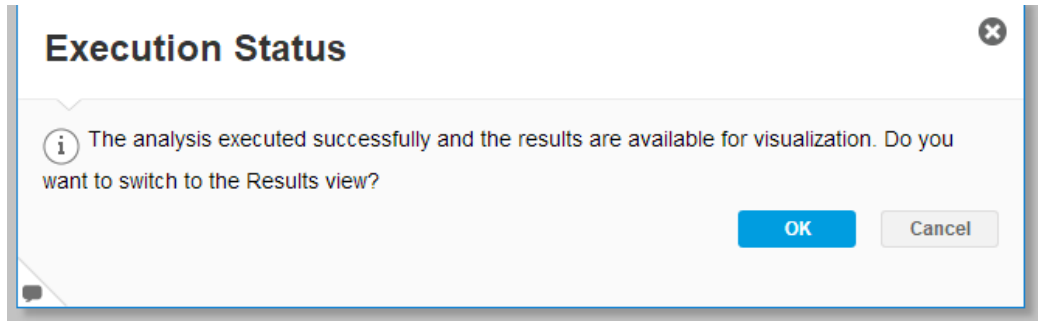 Execution Status
The analysis executed successfully and the results are available for visualization. Do you
want to switch to the Results view?
OK Cancel